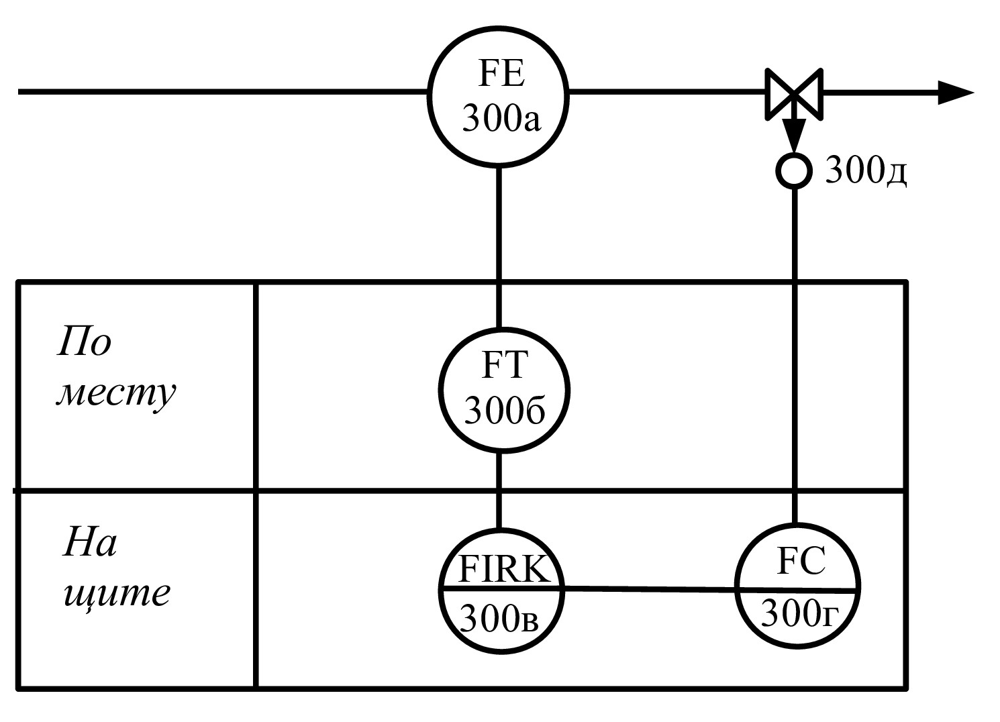 FE
300а
300д
По
месту
FT
300б
На
щите
FIRK
300в
FC
300г